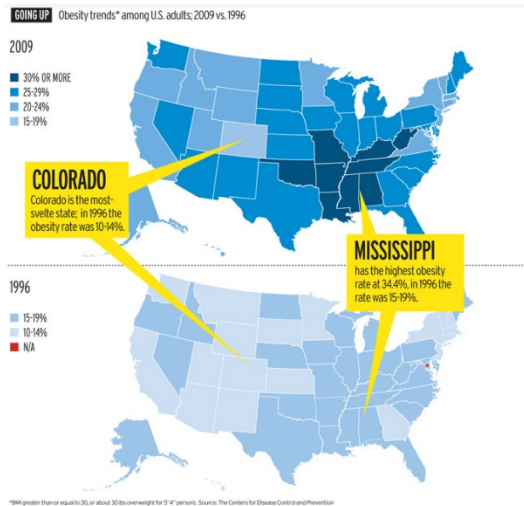 GOING UP Obesity trends* among U.S. adults; 2009 vs. 1996
2009
30% OR MORE
25-29%
20-24%
15-19%
COLORADO
Colorado is the most-
svelte state; in 1996 the
obesity rate was 10-14%.
MISSISSIPPI
has the highest obesity
rate at 34.4%, in 1996 the
rate was 15-19%.
1996
15-19%
10-14%
N/A
*BMI greater than or equal to 30, or about 30 lbs overweight for 5'4" person). Source: The Centers for Disease Control and Prevention